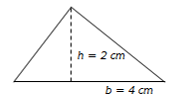 h = 2 cm
b = 4 cm